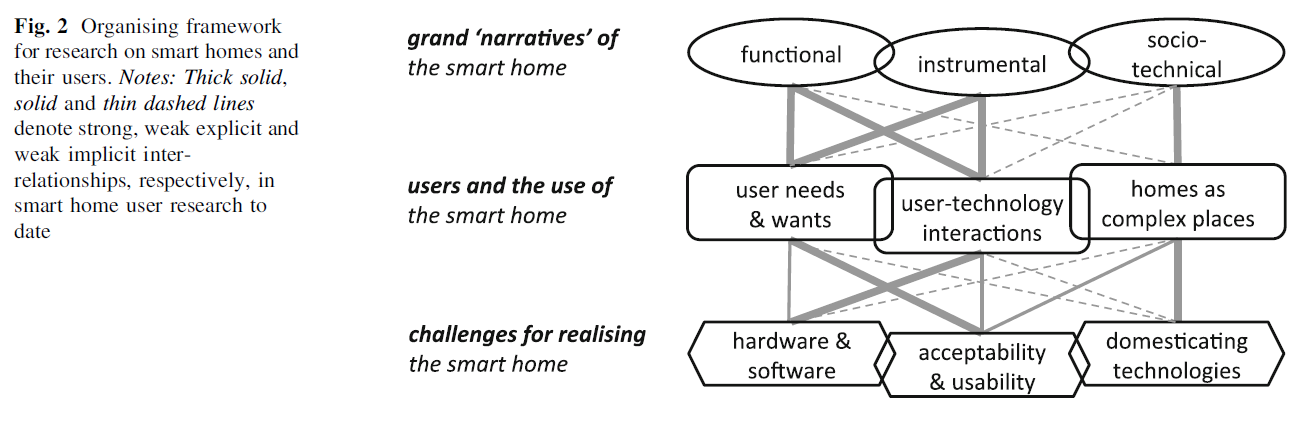 Fig. 2 Organising framework
for research on smart homes and
their users. Notes: Thick solid,
solid and thin dashed lines
denote strong, weak explicit and
weak implicit inter-
relationships, respectively, in
smart home user research to
date
grand ‘narratives’ of
the smart home
functional
instrumental
socio-
technical
users and the use of
the smart home
user needs
& wants
user-technology
interactions
homes as
complex places
challenges for realising
the smart home
hardware &
software
acceptability
& usability
domesticating
technologies